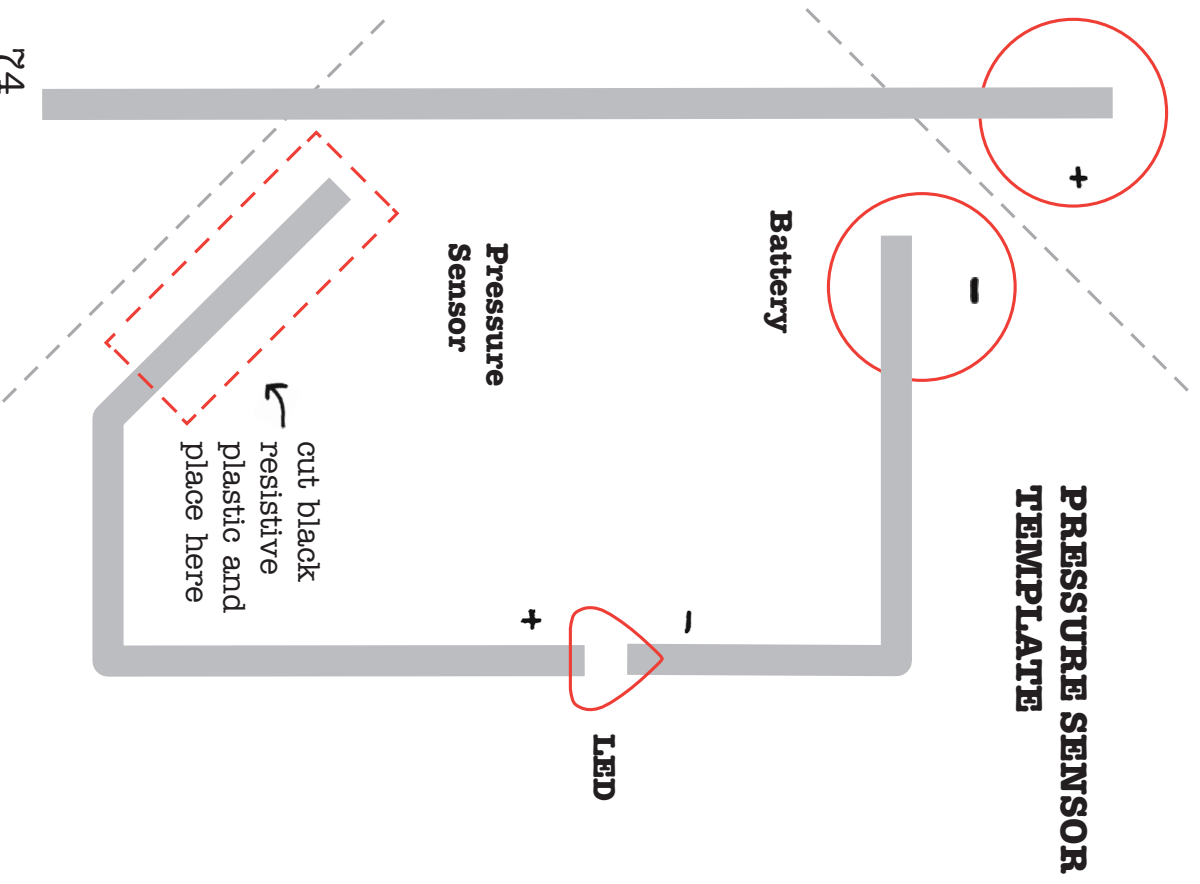 PRESSURE SENSOR
TEMPLATE
+
-
Battery
-
+
LED
Pressure
Sensor
cut black
resistive
plastic and
place here
74